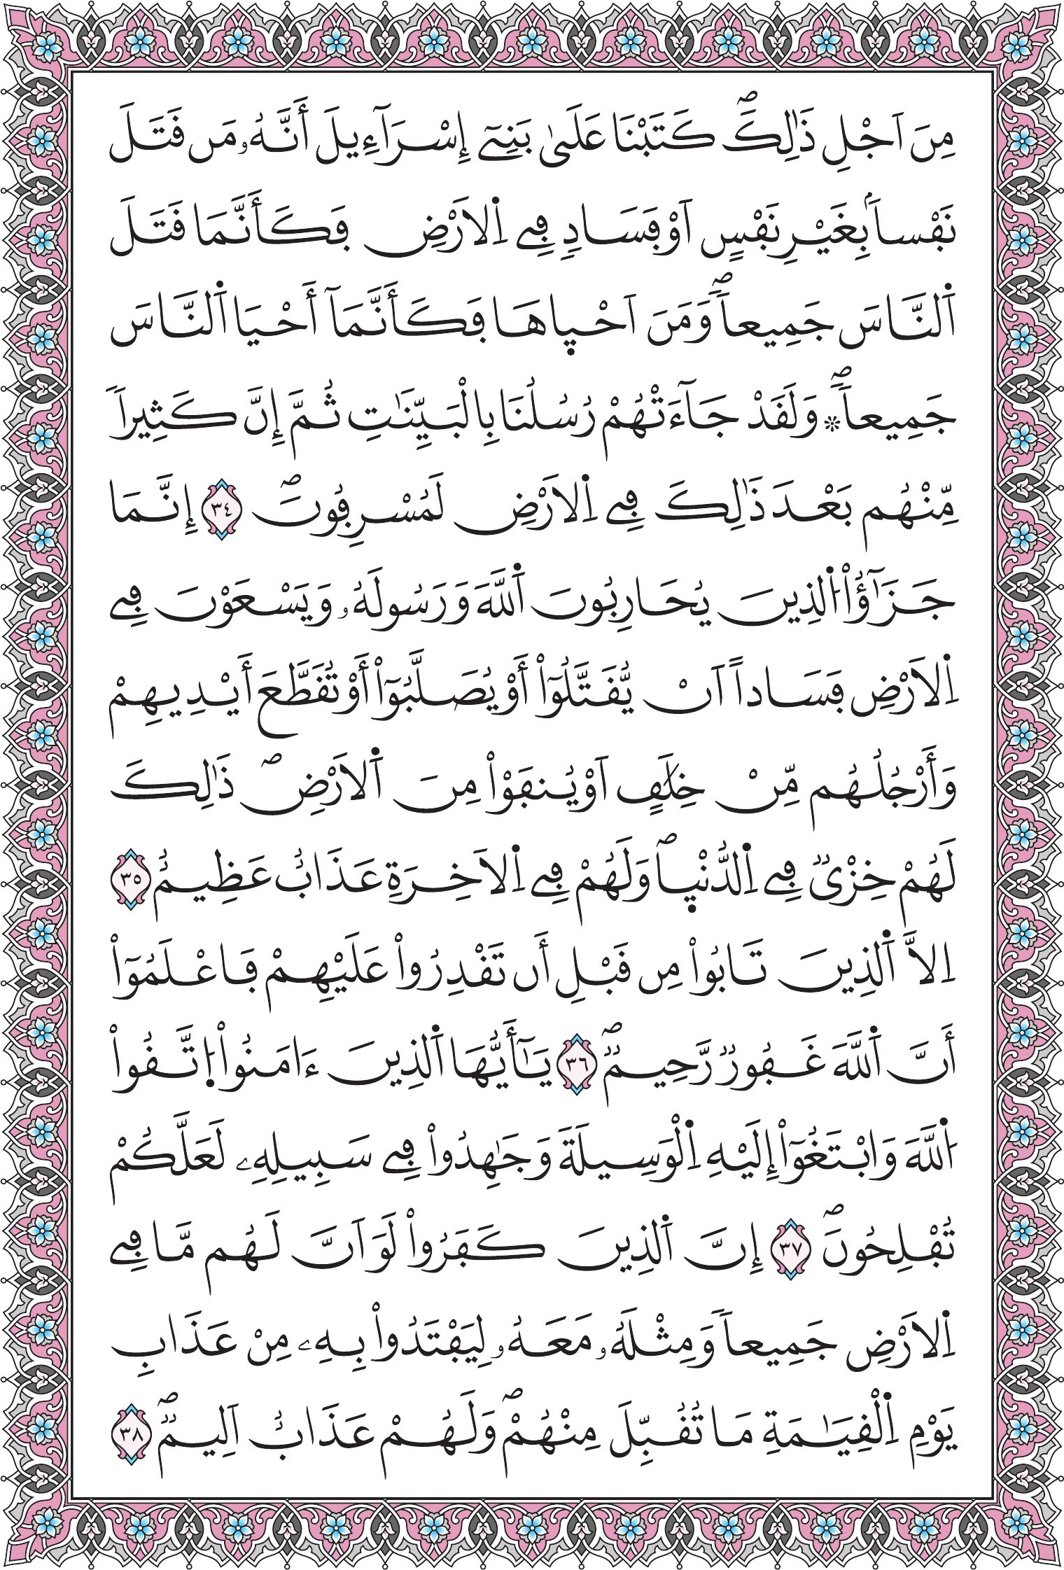 مِنَ اَجْلِ ذَٰلِكَۖ كَتَبْنَا عَلَىٰ بَنِےٓ إِسْرَآءِيلَ أَنَّهُۥ مَن قَتَلَ
نَفْساَۢ بِغَيْرِ نَفْسٍ اَوْ فَسَادٖ فِے اِ۬لَارْضِ فَكَأَنَّمَا قَتَلَ
اَ۬لنَّاسَ جَمِيعاٗۖ وَمَنَ اَحْي۪اهَا فَكَأَنَّمَآ أَحْيَا اَ۬لنَّاسَ
جَمِيعاٗۖ ۞ وَلَقَدْ جَآءَتْهُمْ رُسُلُنَا بِالْبَيِّنَٰتِ ثُمَّ إِنَّ كَثِيراٗ
مِّنْهُم بَعْدَ ذَٰلِكَ فِے اِ۬لَارْضِ لَمُسْرِفُونَۖ ٣٤ إِنَّمَا
جَزَٰٓؤُاْ اُ۬لذِينَ يُحَارِبُونَ اَ۬للَّهَ وَرَسُولَهُۥ وَيَسْعَوْنَ فِے
اِ۬لَارْضِ فَسَاداً اَنْ يُّقَتَّلُوٓاْ أَوْ يُصَلَّبُوٓاْ أَوْ تُقَطَّعَ أَيْدِيهِمْ
وَأَرْجُلُهُم مِّنْ خِلَٰفٍ اَوْ يُنفَوْاْ مِنَ اَ۬لَارْضِۖ ذَٰلِكَ
لَهُمْ خِزْيٞ فِے اِ۬لدُّنْي۪اۖ وَلَهُمْ فِے اِ۬لَاخِرَةِ عَذَابٌ عَظِيمٌ ٣٥
اِلَّا اَ۬لذِينَ تَابُواْ مِن قَبْلِ أَن تَقْدِرُواْ عَلَيْهِمْ فَاعْلَمُوٓاْ
أَنَّ اَ۬للَّهَ غَفُورٞ رَّحِيمٞۖ ٣٦ يَٰٓأَيُّهَا اَ۬لذِينَ ءَامَنُواْ اُ۪تَّقُواْ
اُ۬للَّهَ وَابْتَغُوٓاْ إِلَيْهِ اِ۬لْوَسِيلَةَ وَجَٰهِدُواْ فِے سَبِيلِهِۦ لَعَلَّكُمْ
تُفْلِحُونَۖ ٣٧ إِنَّ اَ۬لذِينَ كَفَرُواْ لَوَ اَنَّ لَهُم مَّا فِے
اِ۬لَارْضِ جَمِيعاٗ وَمِثْلَهُۥ مَعَهُۥ لِيَفْتَدُواْ بِهِۦ مِنْ عَذَابِ
يَوْمِ اِ۬لْقِيَٰمَةِ مَا تُقُبِّلَ مِنْهُمْۖ وَلَهُمْ عَذَابٌ اَلِيمٞۖ ٣٨